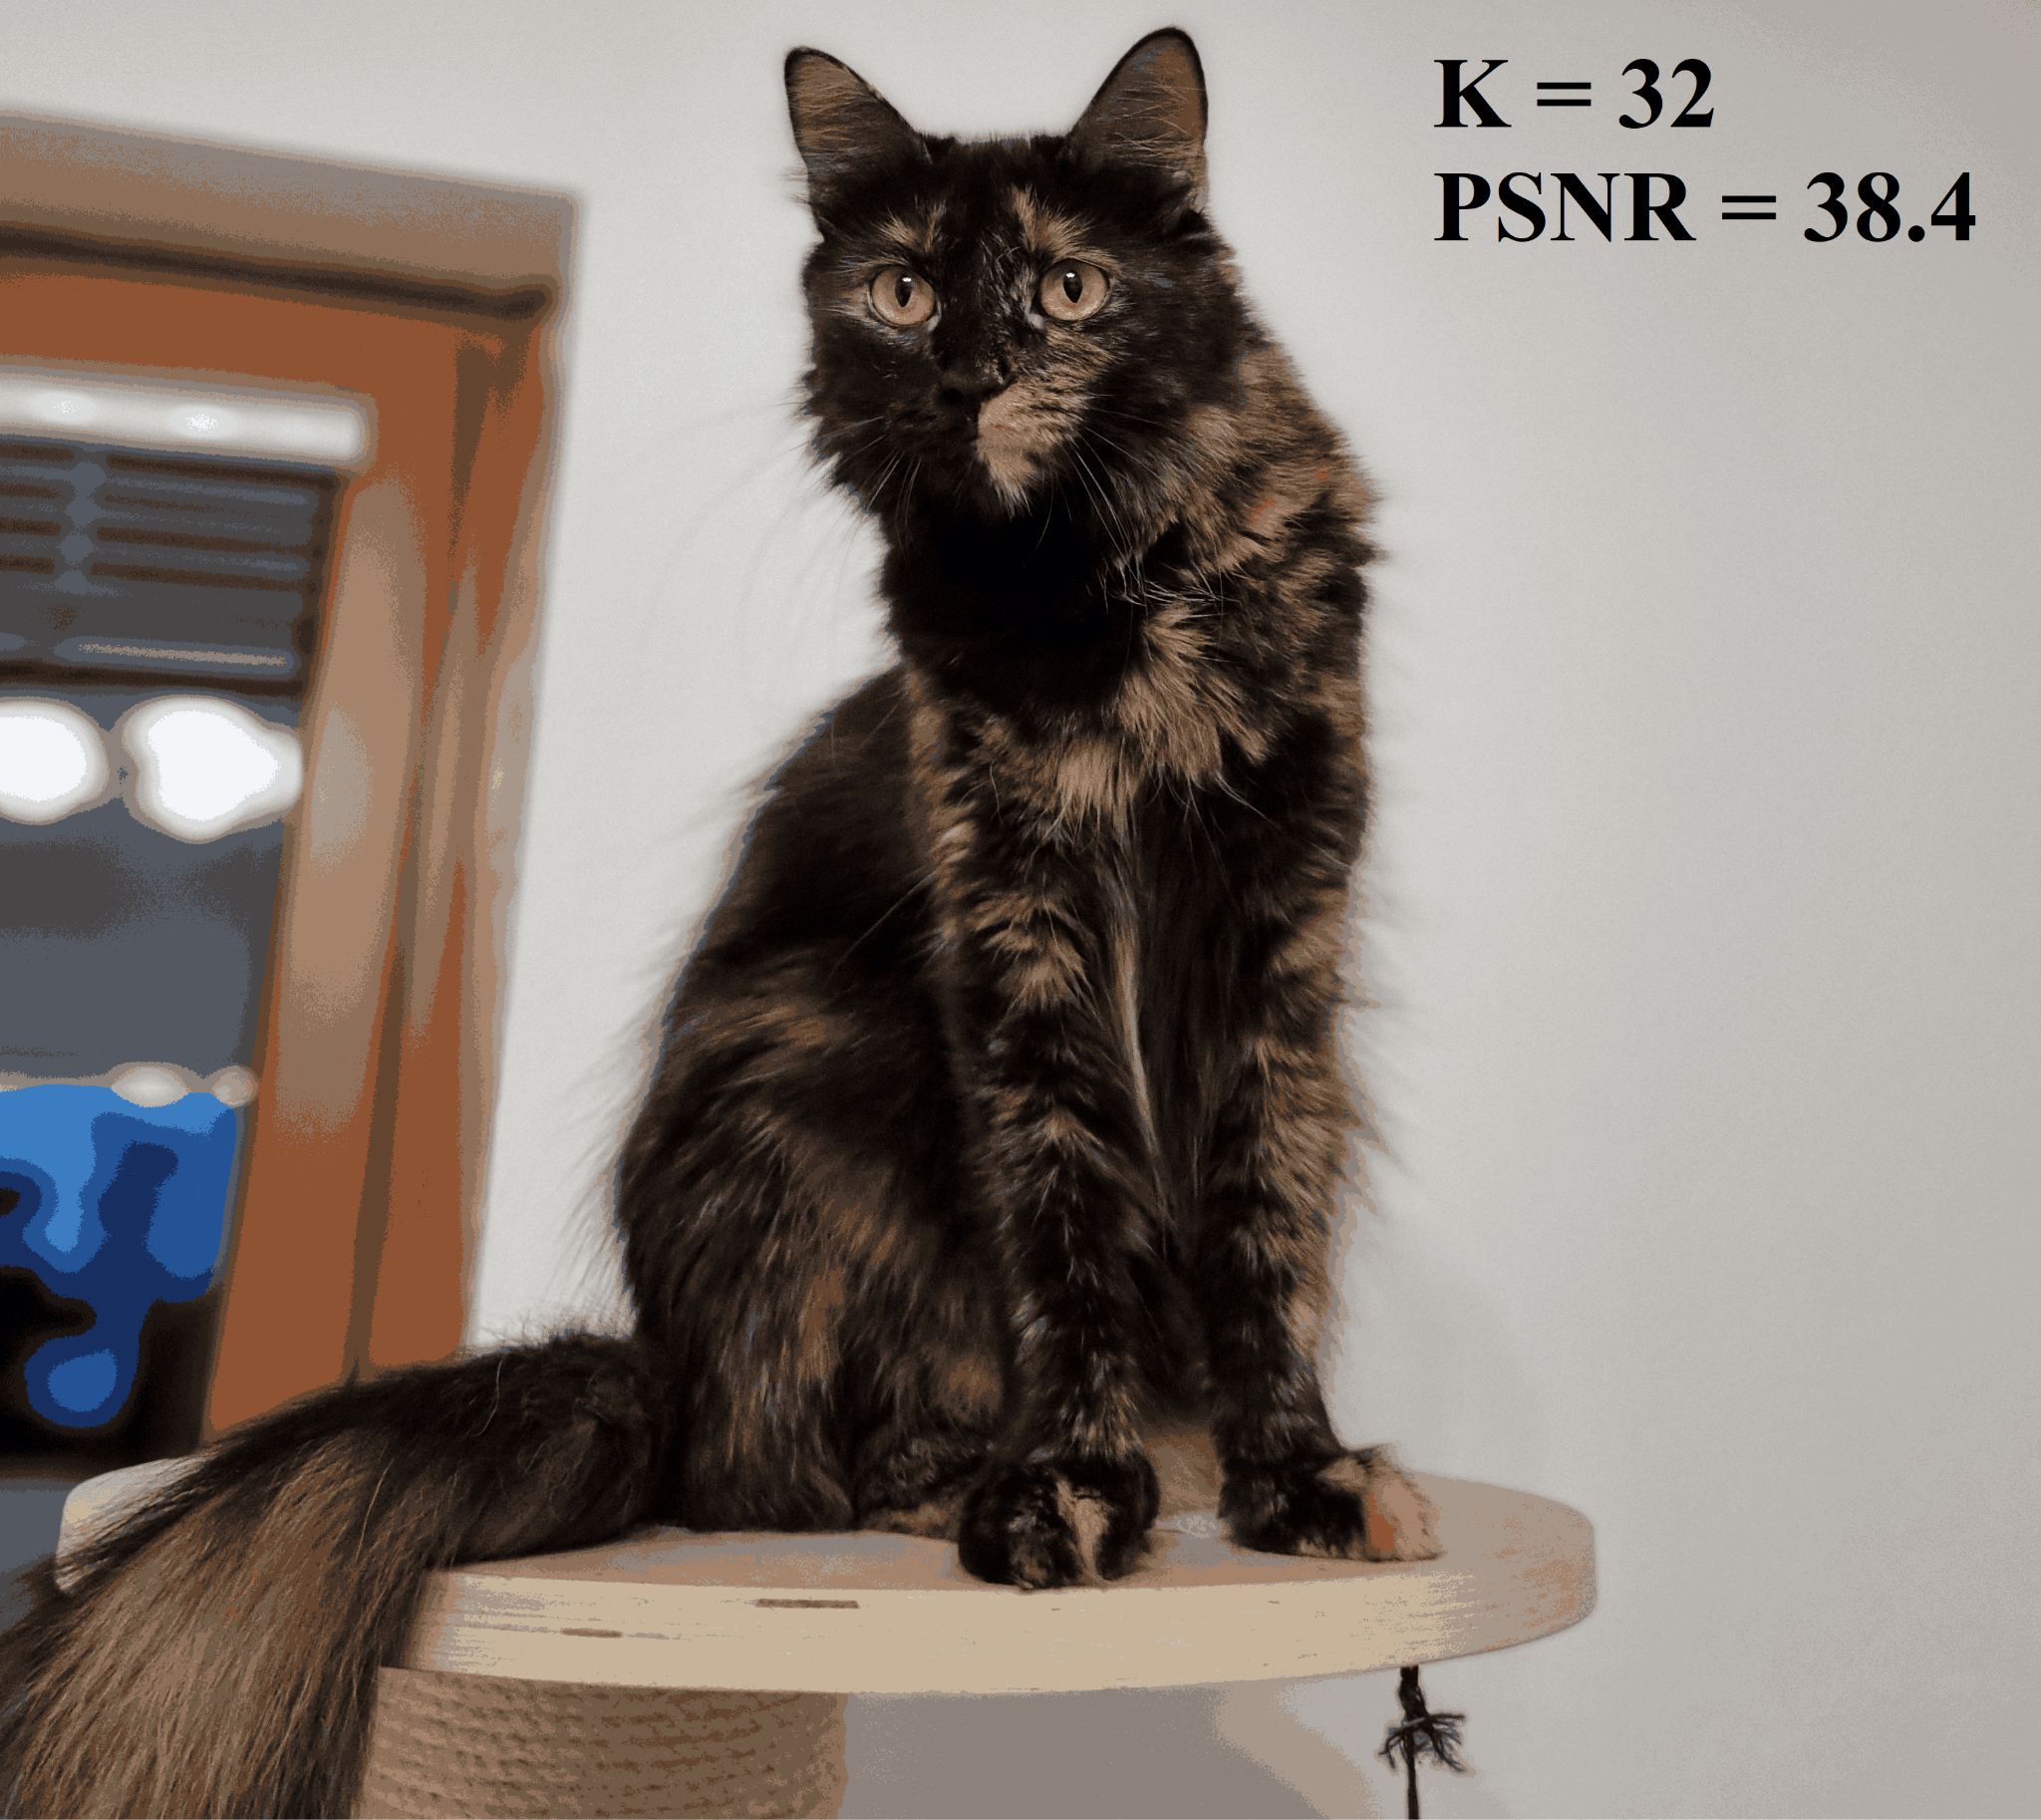 K = 32
PSNR = 38.4